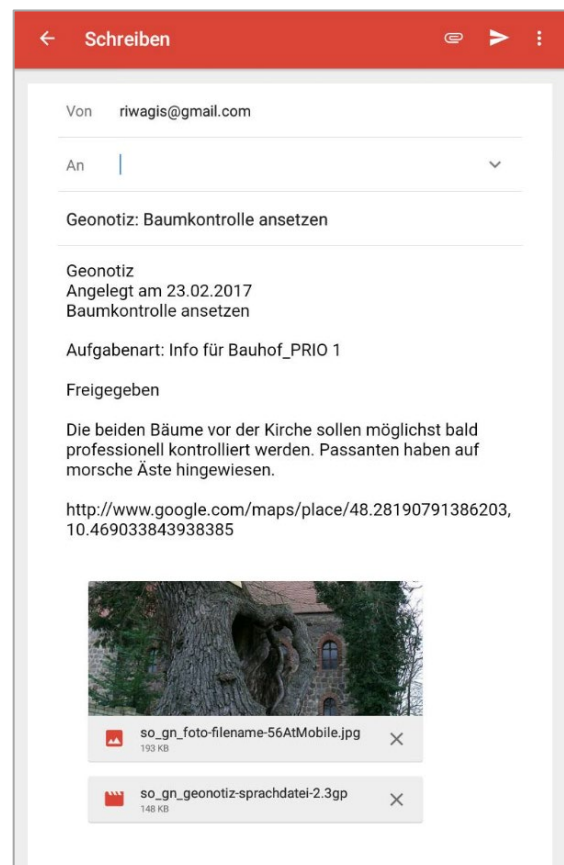 Schreiben
Von riwagis@gmail.com
An
Geonotiz: Baumkontrolle ansetzen
Geonotiz
Angelegt am 23.02.2017
Baumkontrolle ansetzen
Aufgabenart: Info für Bauhof_PRIO 1
Freigegeben
Die beiden Bäume vor der Kirche sollen möglichst bald
professionell kontrolliert werden. Passanten haben auf
morsche Äste hingewiesen.
http://www.google.com/maps/place/48.28190791386203,
10.469033843938385
so_gn_foto-filename-56AtMobile.jpg
193 KB
so_gn_geonotiz-sprachdatei-2.3gp
148 KB